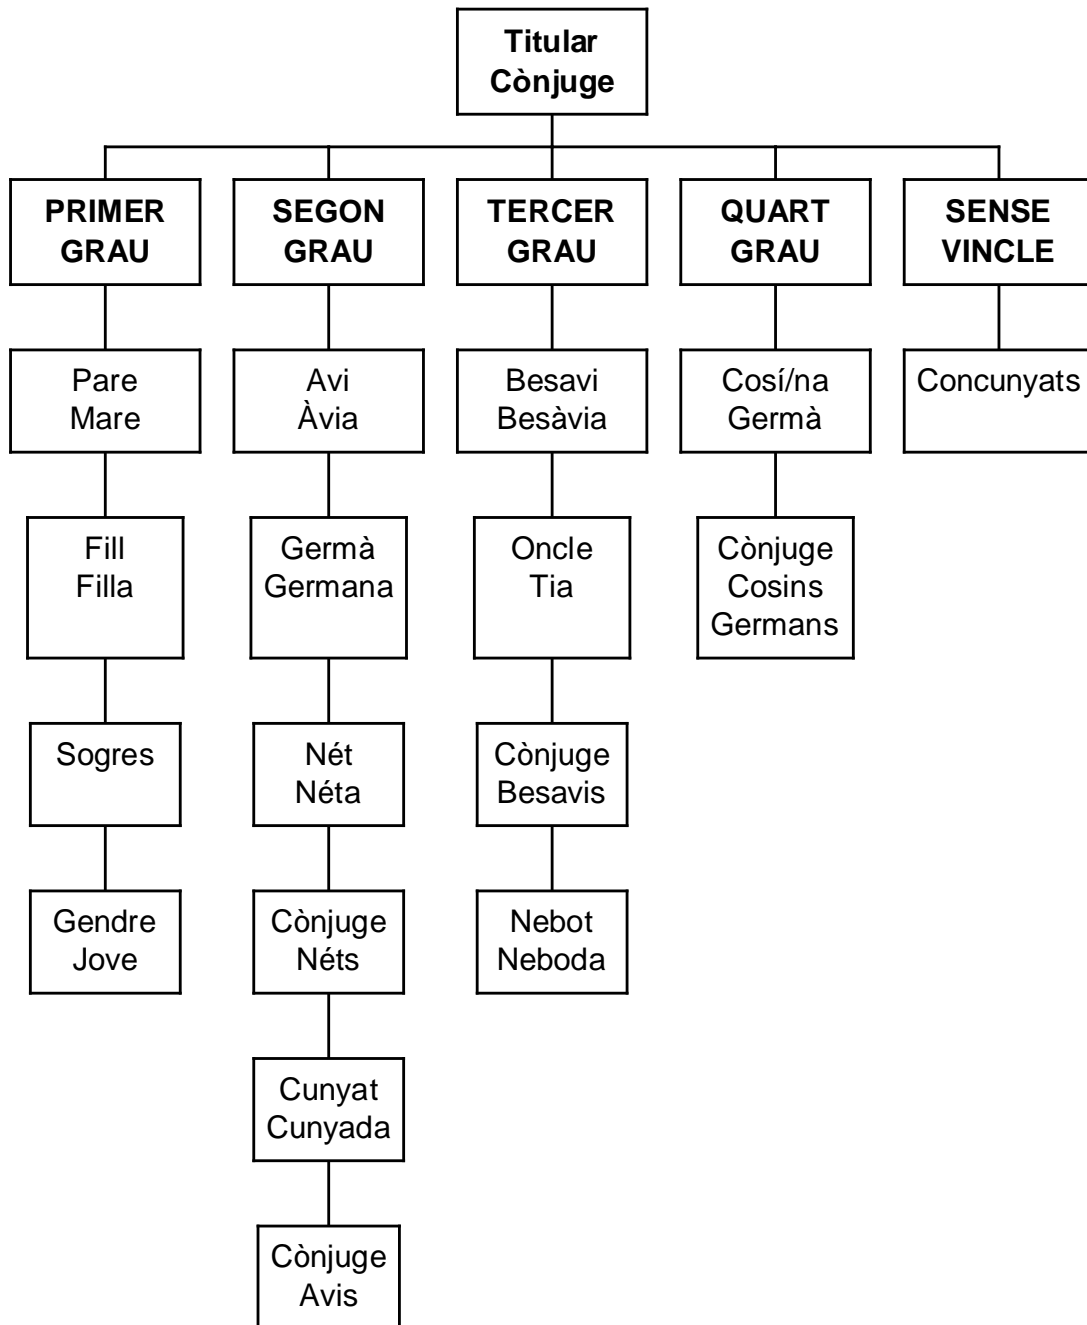 Titular
Cònjuge
PRIMER
GRAU
SEGON
GRAU
TERCER
GRAU
QUART
GRAU
SENSE
VINCLE
Pare
Mare
Avi
Àvia
Besavi
Besàvia
Cosí/na
Germà
Concunyats
Fill
Filla
Germà
Germana
Oncle
Tia
Cònjuge
Cosins
Germans
Sogres
Nét
Néta
Cònjuge
Besavis
Gendre
Jove
Cònjuge
Néts
Nebot
Neboda
Cunyat
Cunyada
Cònjuge
Avis